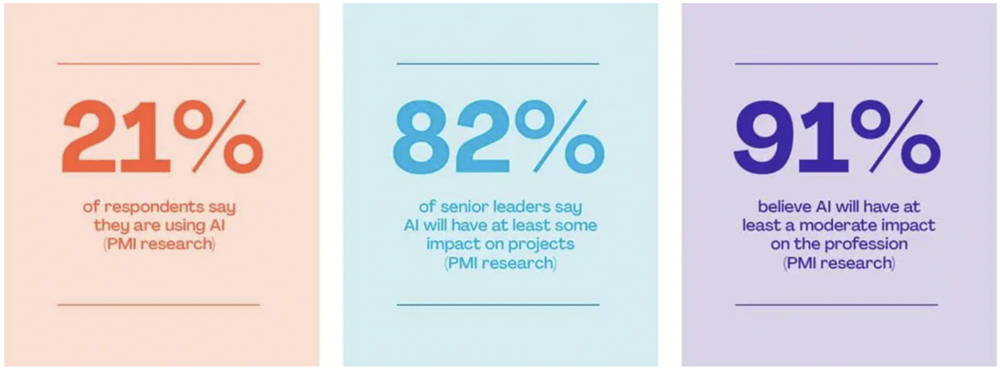 21%
of respondents say
they are using AI
(PMI research)
82%
of senior leaders say
AI will have at least some
impact on projects
(PMI research)
91%
believe AI will have at
least a moderate impact
on the profession
(PMI research)